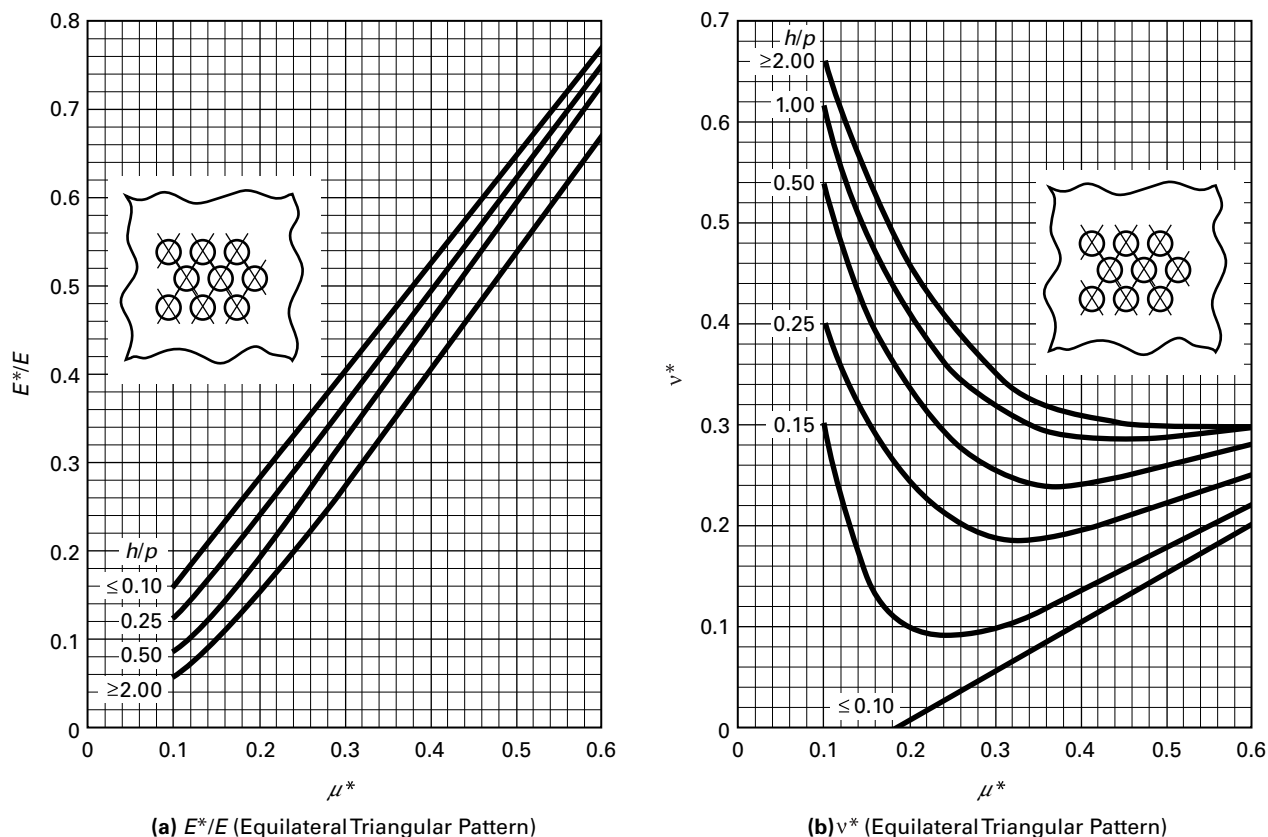 0.8
0.7
0.6
0.5
0.4
0.3
0.2
0.1
0
E*/E
h/p
≤ 0.10
0.25
0.50
≥2.00
0 0.1 0.2 0.3 0.4 0.5 0.6
μ*
(a) E*/E (Equilateral Triangular Pattern)
0.7
0.6
0.5
0.4
0.3
0.2
0.1
0
ν*
h/p
≥2.00
1.00
0.50
0.25
0.15
≤ 0.10
0 0.1 0.2 0.3 0.4 0.5 0.6
μ*
(b) ν* (Equilateral Triangular Pattern)